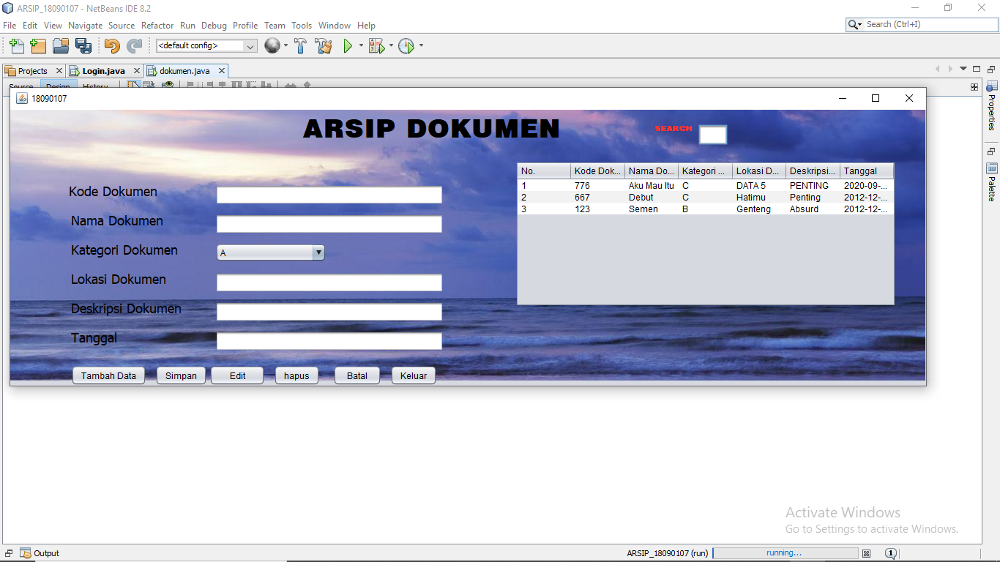 ARSIP_18090107 - NetBeans IDE 8.2
File Edit View Navigate Source Refactor Run Debug Profile Team Tools Window Help
Search (Ctrl+I)
<default config>
Projects Login.java dokumen.java
Source Design History
18090107
ARSIP DOKUMEN
SEARCH
No. Kode Dok... Nama Do... Kategori ... Lokasi D... Deskripsi... Tanggal
1 776 Aku Mau Itu C DATA 5 PENTING 2020-09-...
2 667 Debut C Hatimu Penting 2012-12-...
3 123 Semen B Genteng Absurd 2012-12-...
Kode Dokumen
Nama Dokumen
Kategori Dokumen A
Lokasi Dokumen
Deskripsi Dokumen
Tanggal
Tambah Data Simpan Edit hapus Batal Keluar
Properties
Palette
Activate Windows
Go to Settings to activate Windows.
Output ARSIP_18090107 (run) running... 1